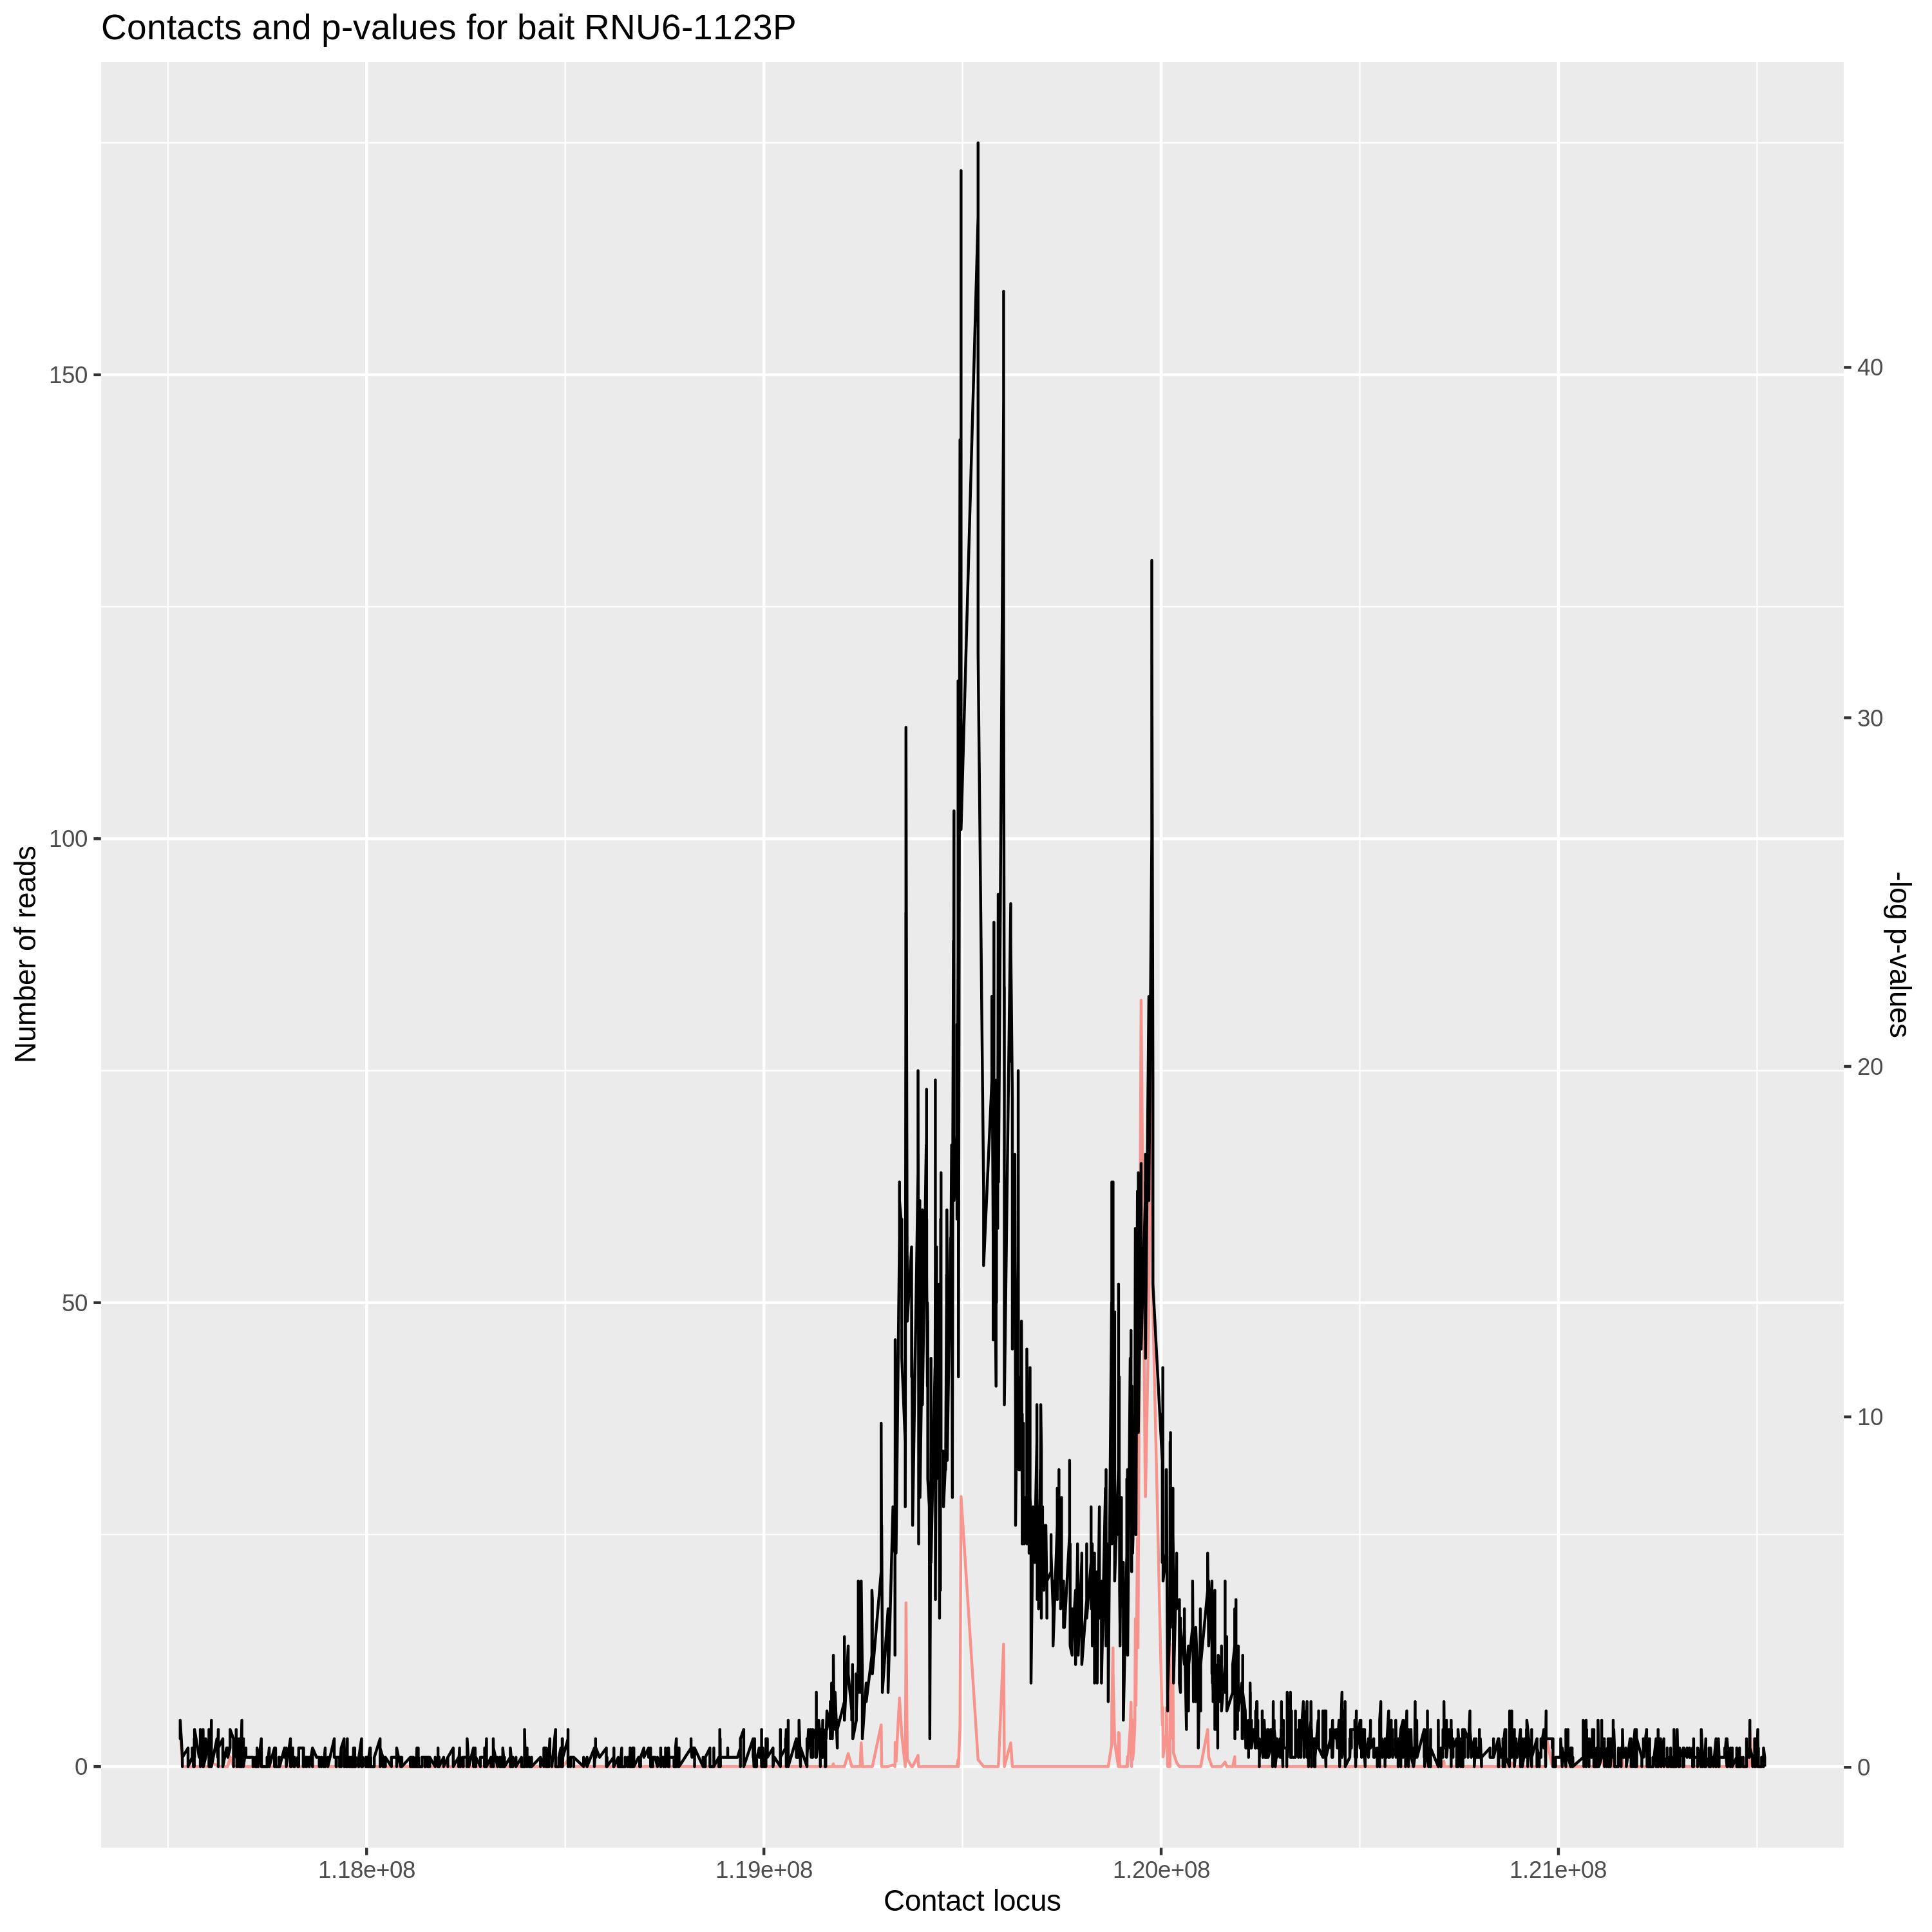 Contacts and p-values for bait RNU6-1123P
150
100
50
0
40
30
20
10
0
Number of reads
-log p-values
1.18e+08
1.19e+08
1.20e+08
1.21e+08
Contact locus